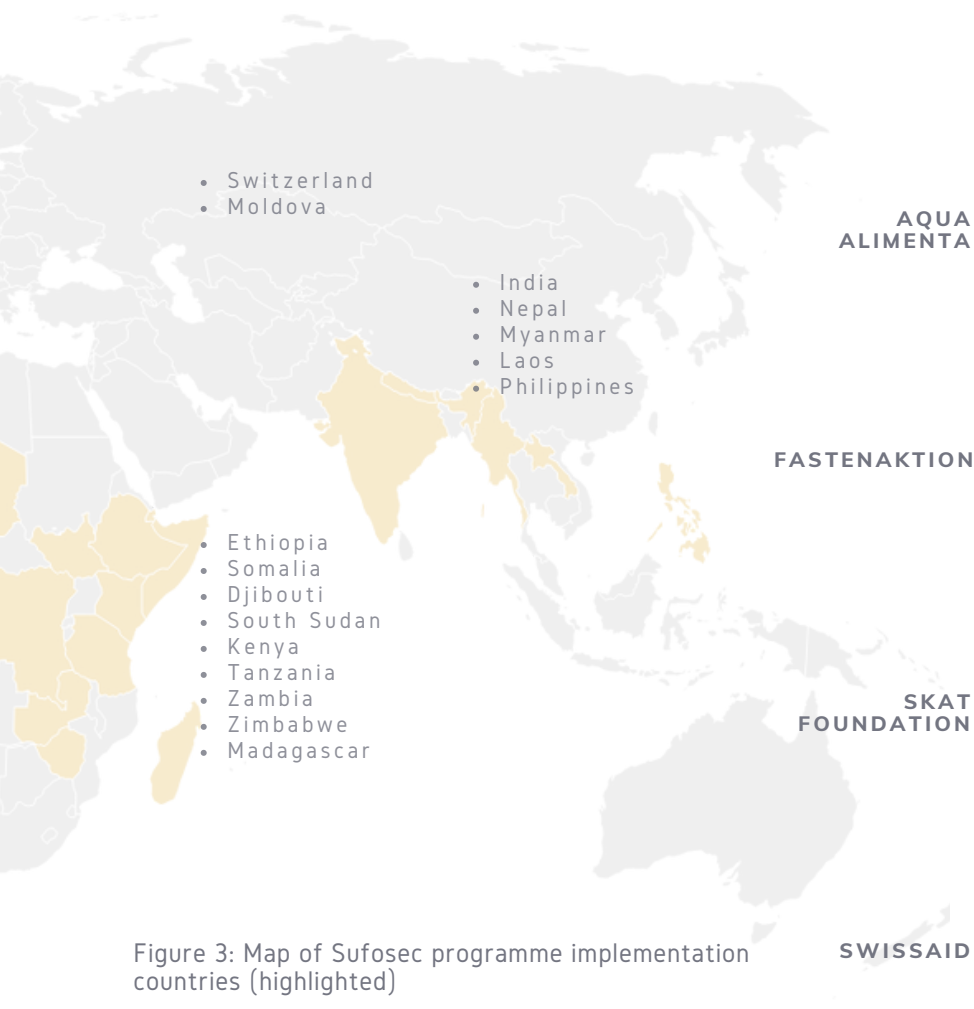 • Switzerland
• Moldova
• India
• Nepal
• Myanmar
• Laos
• Philippines
• Ethiopia
• Somalia
• Djibouti
• South Sudan
• Kenya
• Tanzania
• Zambia
• Zimbabwe
• Madagascar
AQUA
ALIMENTA
FASTENAKTION
SKAT
FOUNDATION
SWISSAID
Figure 3: Map of Sufosec programme implementation
countries (highlighted)